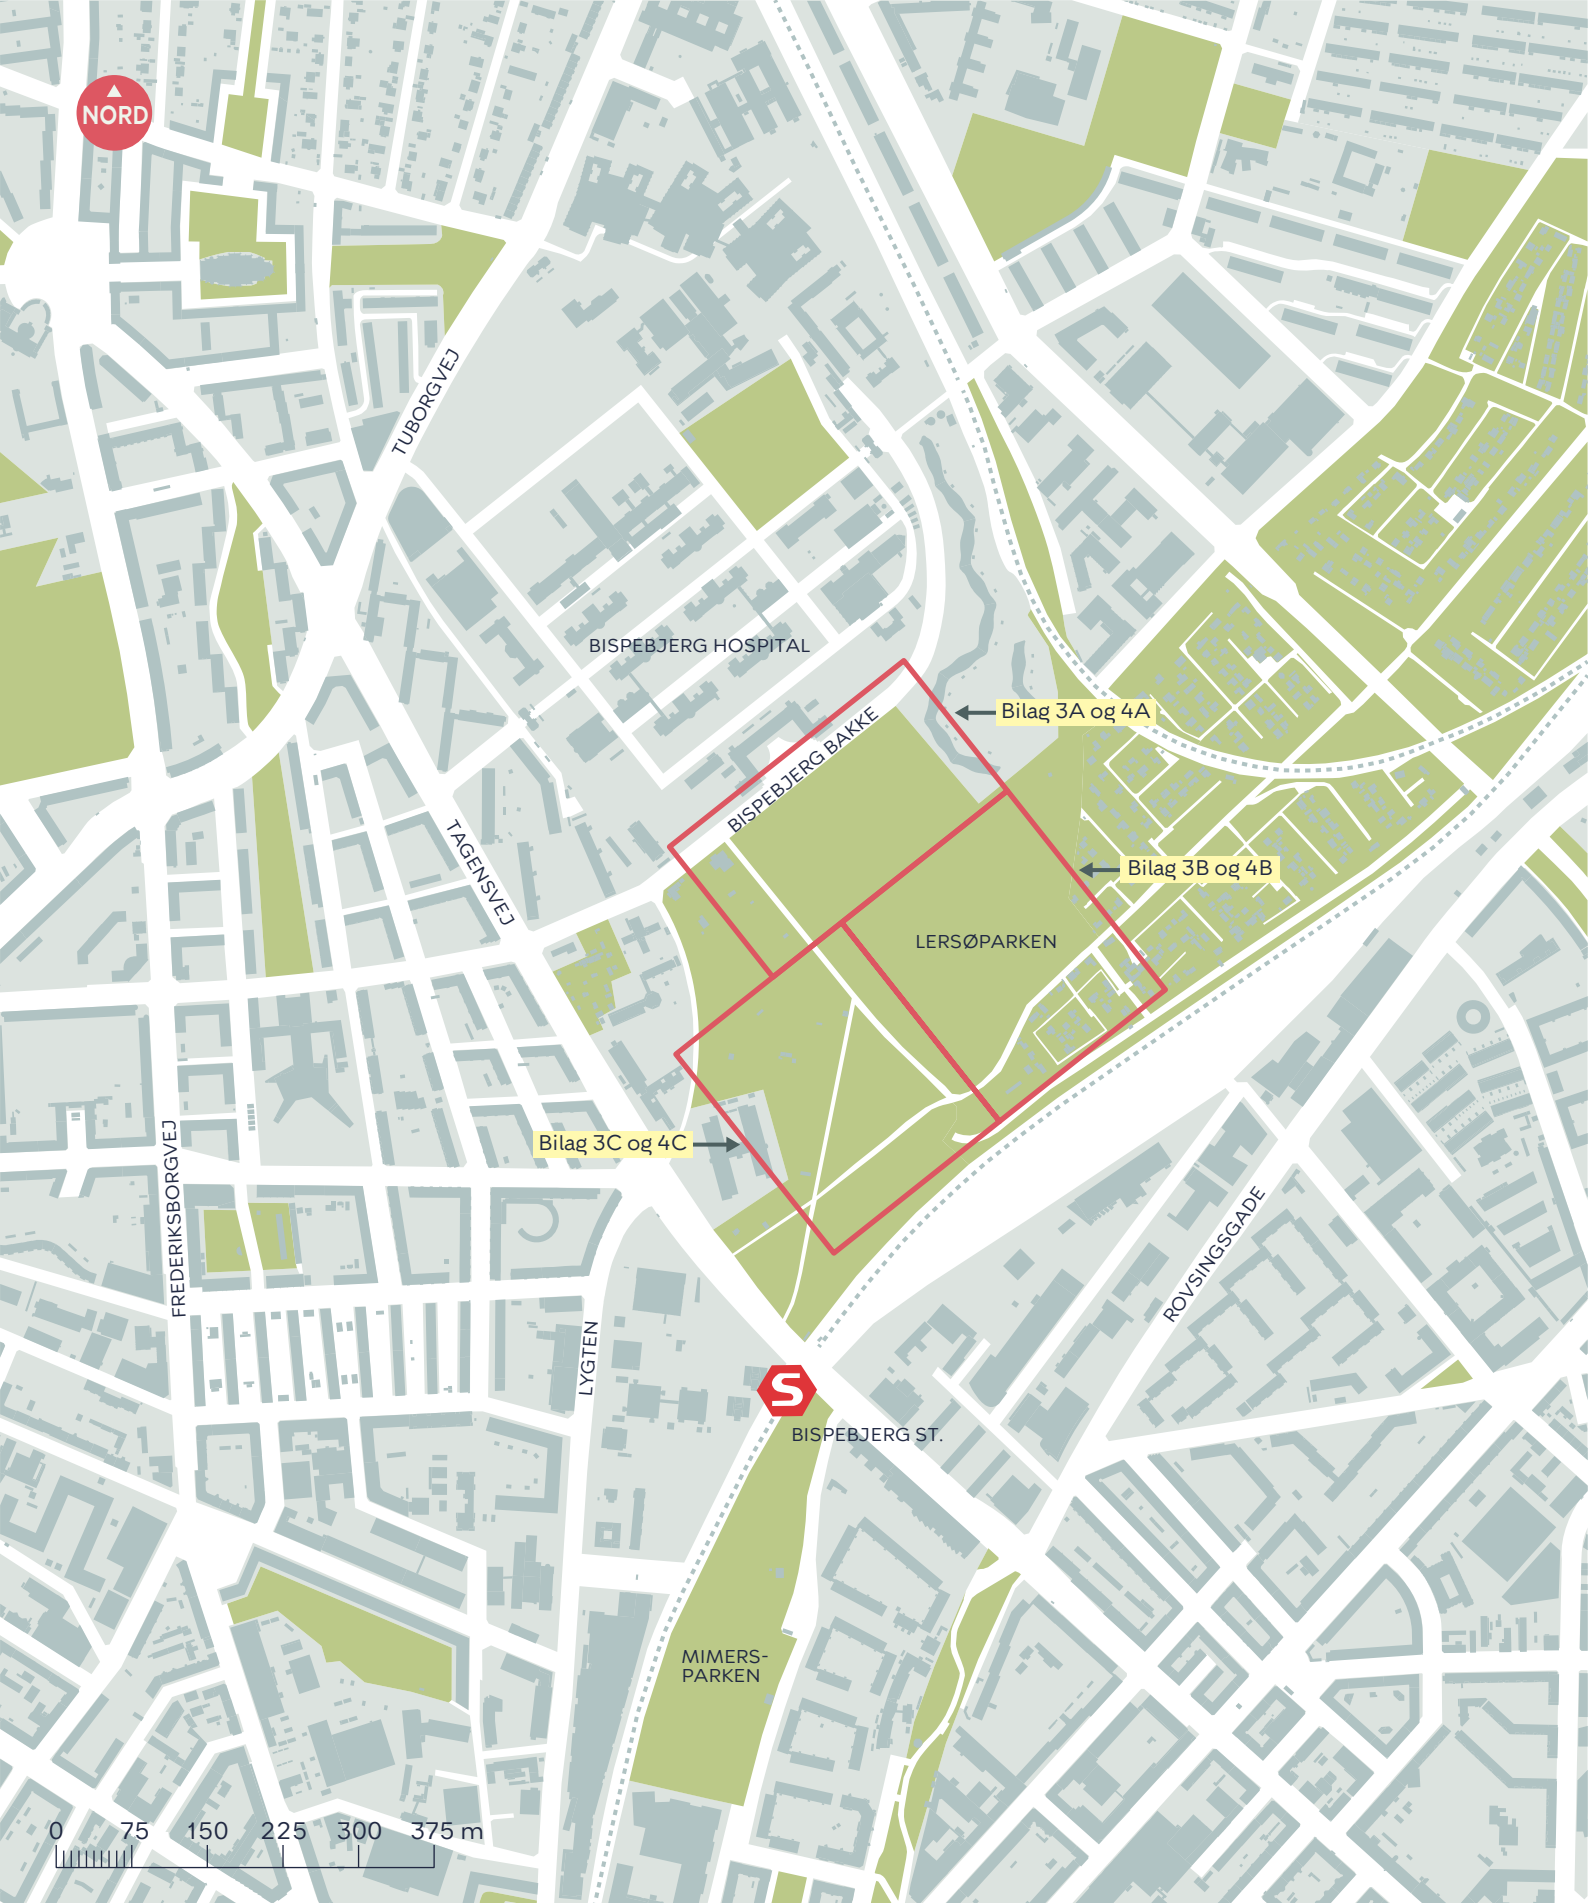 NORD
TUBORGVEJ
BISPEBJERG HOSPITAL
Bilag 3A og 4A
BISPEBJERG BAKKE
TAGENSVEJ
Bilag 3B og 4B
LERSØPARKEN
Bilag 3C og 4C
FREDERIKSBORGVEJ
ROVSINGSGADE
LYGTEN
S
BISPEBJERG ST.
MIMERS-
PARKEN
0 75 150 225 300 375 m